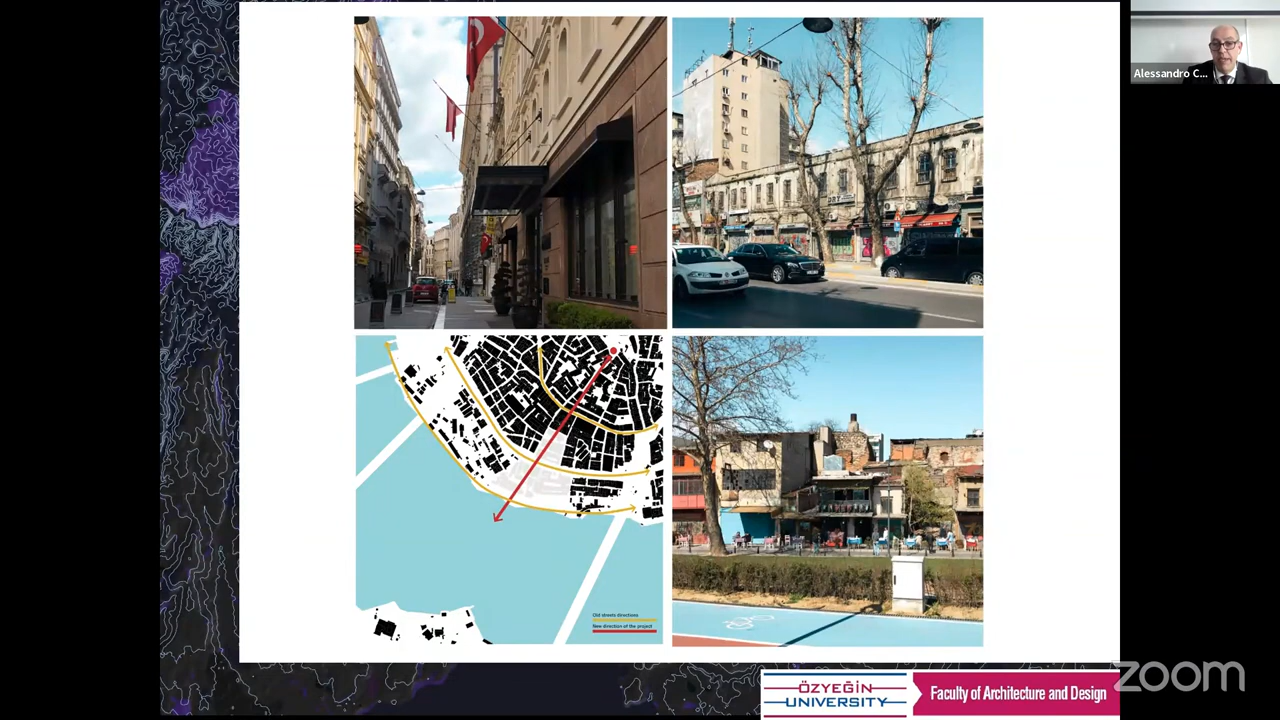 Alessandro C...
Old streets directions
New direction of the project
ÖZYEĞİN
UNIVERSITY
Faculty of Architecture and Design
zoom